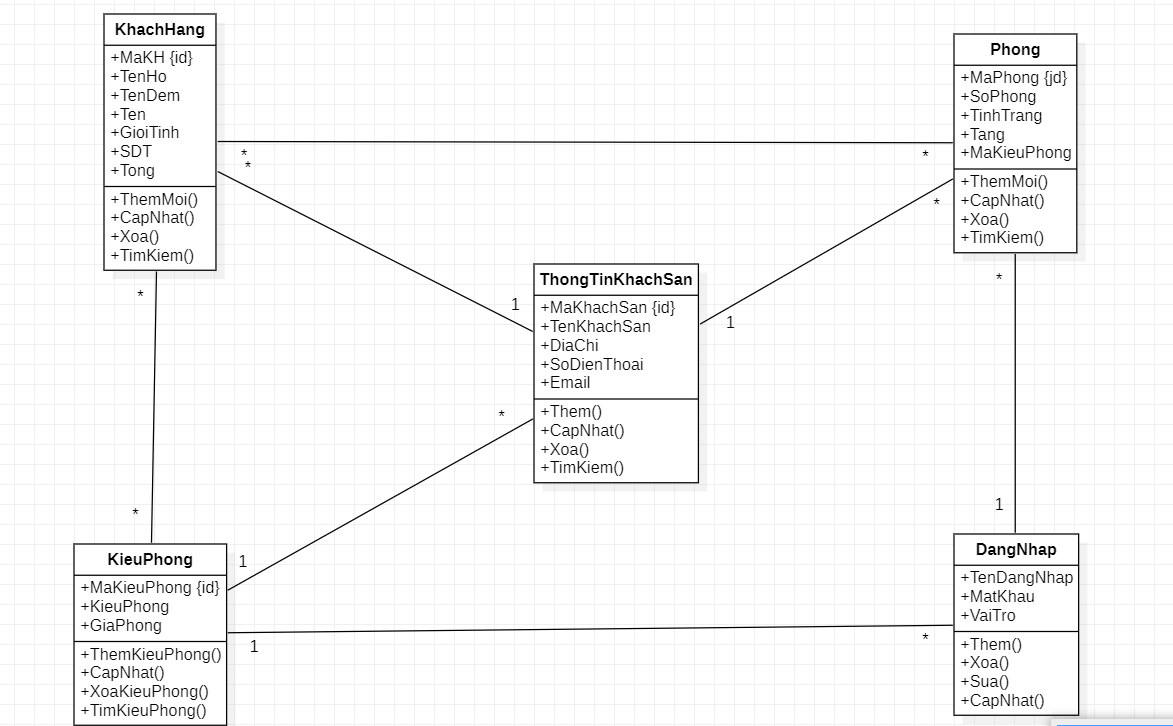 KhachHang
+MaKH {id}
+TenHo
+TenDem
+Ten
+GioiTinh
+SDT
+Tong
+ThemMoi()
+CapNhat()
+Xoa()
+TimKiem()
Phong
+MaPhong {jd}
+SoPhong
+TinhTrang
+Tang
+MaKieuPhong
+ThemMoi()
+CapNhat()
+Xoa()
+TimKiem()
*
*
*
*
*
*
1
1
ThongTinKhachSan
+MaKhachSan {id}
+TenKhachSan
+DiaChi
+SoDienThoai
+Email
+Them()
+CapNhat()
+Xoa()
+TimKiem()
*
*
1
1
1
*
KieuPhong
+MaKieuPhong {id}
+KieuPhong
+GiaPhong
+ThemKieuPhong()
+CapNhat()
+XoaKieuPhong()
+TimKieuPhong()
DangNhap
+TenDangNhap
+MatKhau
+VaiTro
+Them()
+Xoa()
+Sua()
+CapNhat()